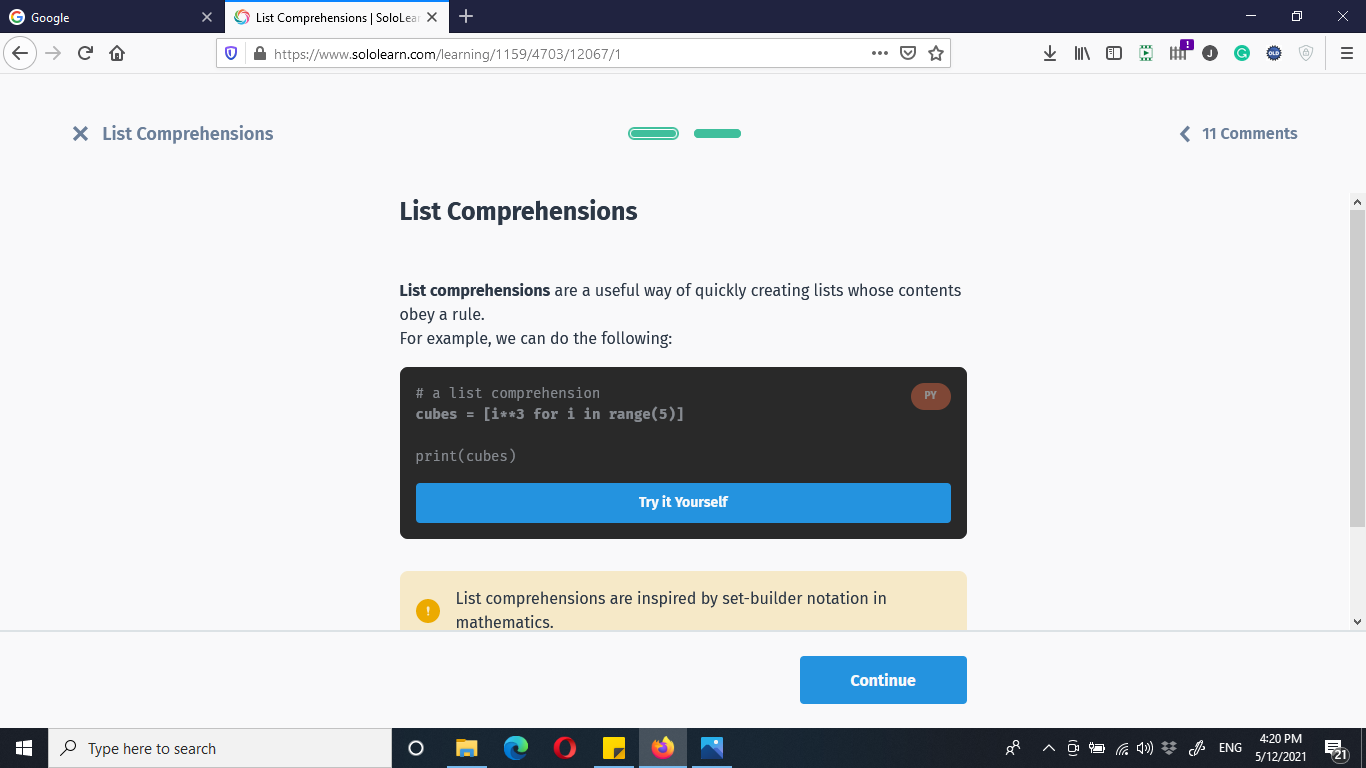 Google
List Comprehensions | SoloLear
https://www.sololearn.com/learning/1159/4703/12067/1
List Comprehensions
11 Comments
List Comprehensions
List comprehensions are a useful way of quickly creating lists whose contents
obey a rule.
For example, we can do the following:
# a list comprehension
PY
cubes = [i**3 for i in range(5)]
print(cubes)
Try it Yourself
List comprehensions are inspired by set-builder notation in
mathematics.
Continue
Type here to search
ENG
4:20 PM
5/12/2021
21